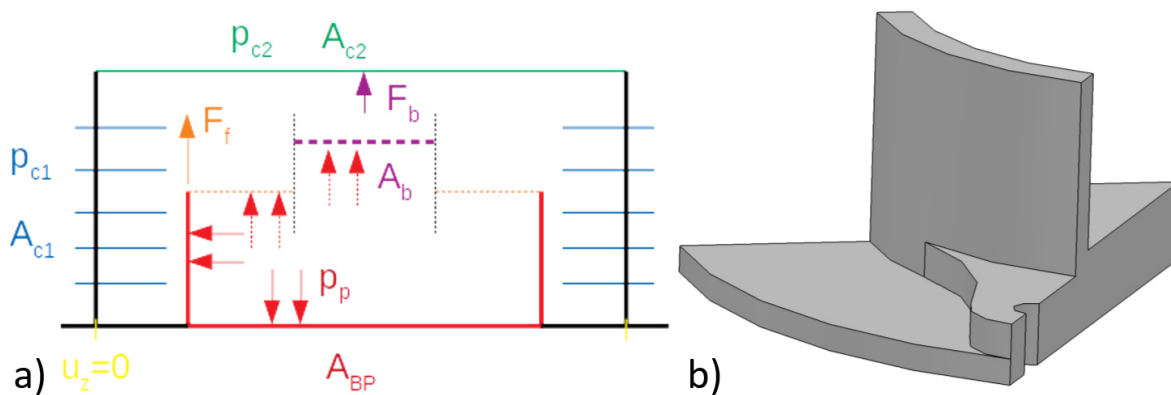 p_c2 A_c2
F_b
F_f
p_c1
A_b
A_c1
p_p
u_z=0
A_BP
a)
b)